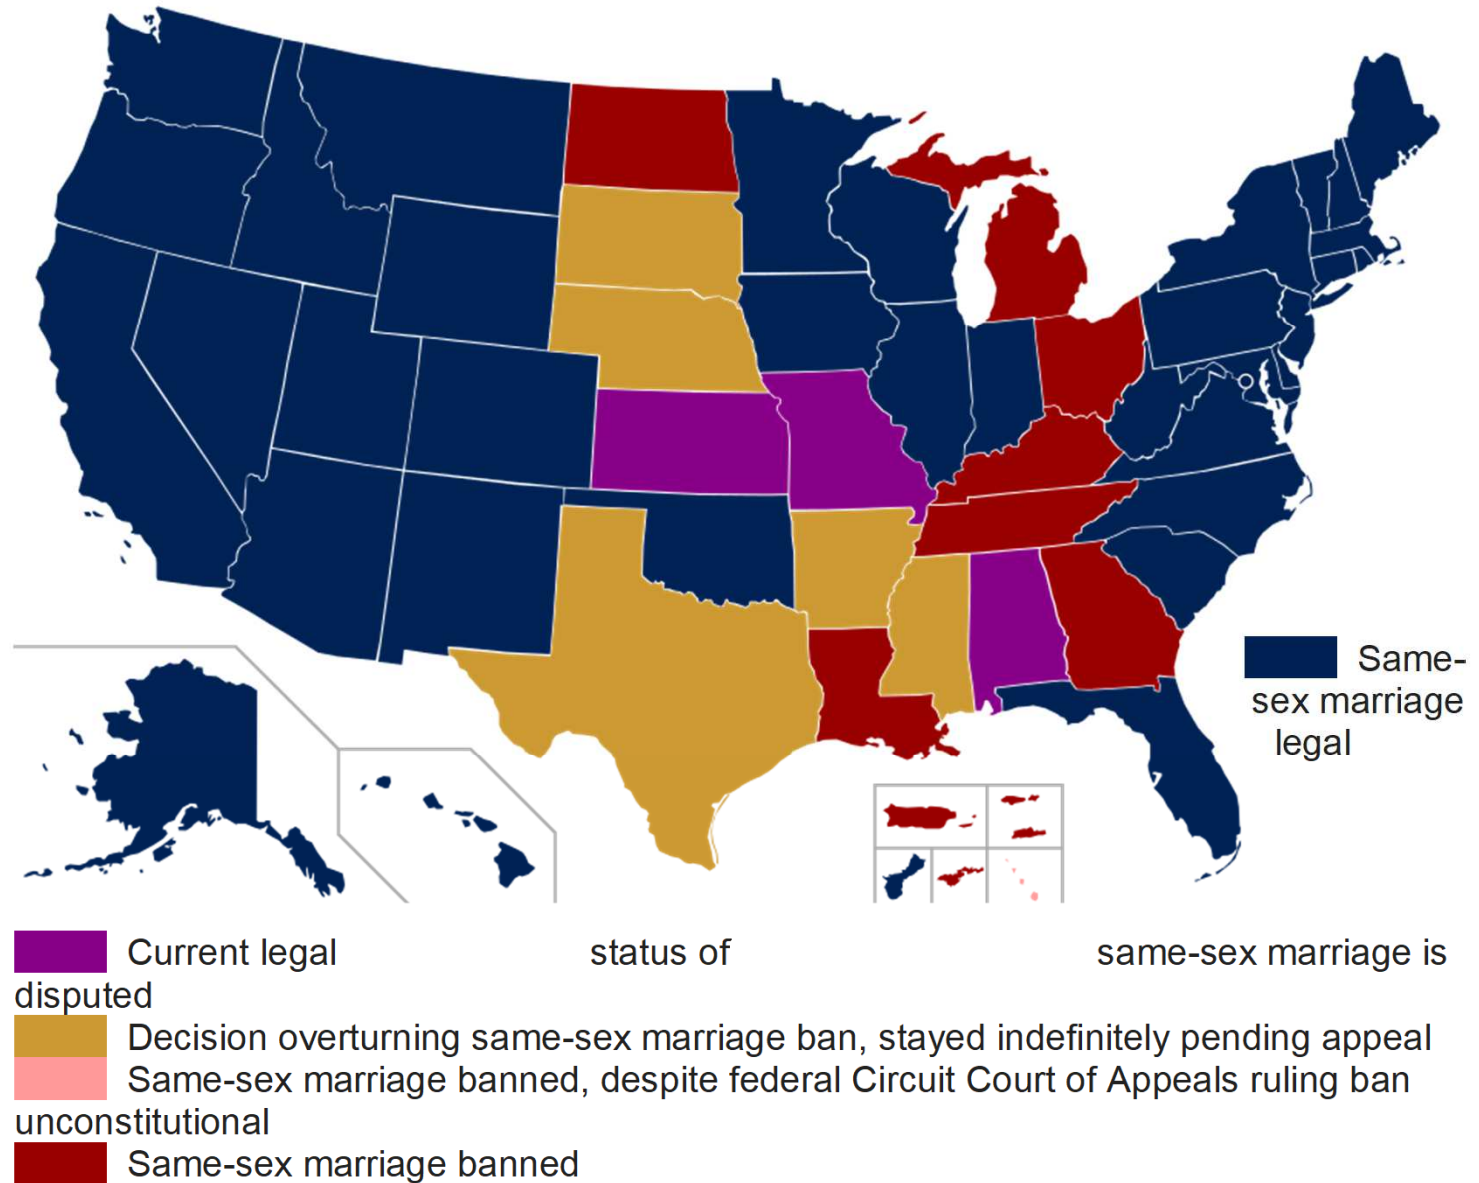 Same-
sex marriage
legal
Current legal status of same-sex marriage is
disputed
Decision overturning same-sex marriage ban, stayed indefinitely pending appeal
Same-sex marriage banned, despite federal Circuit Court of Appeals ruling ban
unconstitutional
Same-sex marriage banned